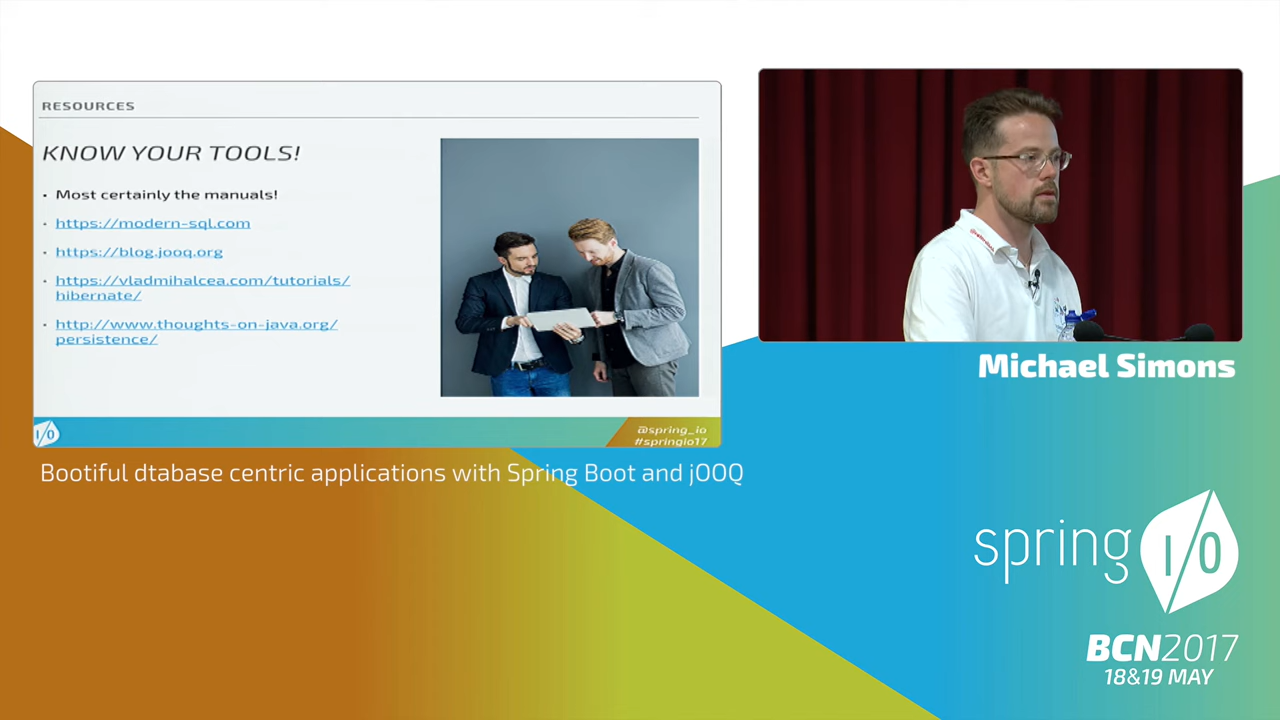 RESOURCES
KNOW YOUR TOOLS!
• Most certainly the manuals!
• https://modern-sql.com
• https://blog.jooq.org
• https://vladmihalcea.com/tutorials/
hibernate/
• http://www.thoughts-on-java.org/
persistence/
I/O
@spring_io
#springio17
Michael Simons
Bootiful dtabase centric applications with Spring Boot and jOOQ
spring I/O
BCN2017
18&19 MAY